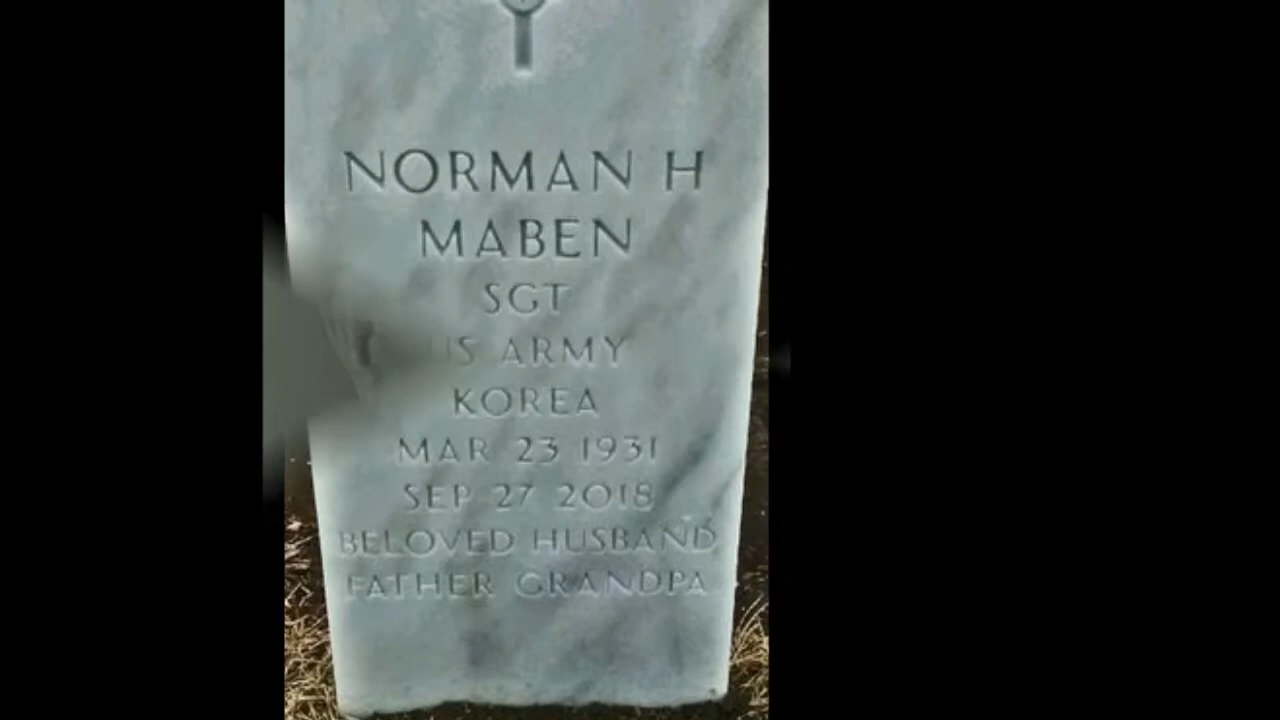 NORMAN H
MABEN
SGT
US ARMY
KOREA
MAR 23 1931
SEP 27 2018
BELOVED HUSBAND
FATHER GRANDPA